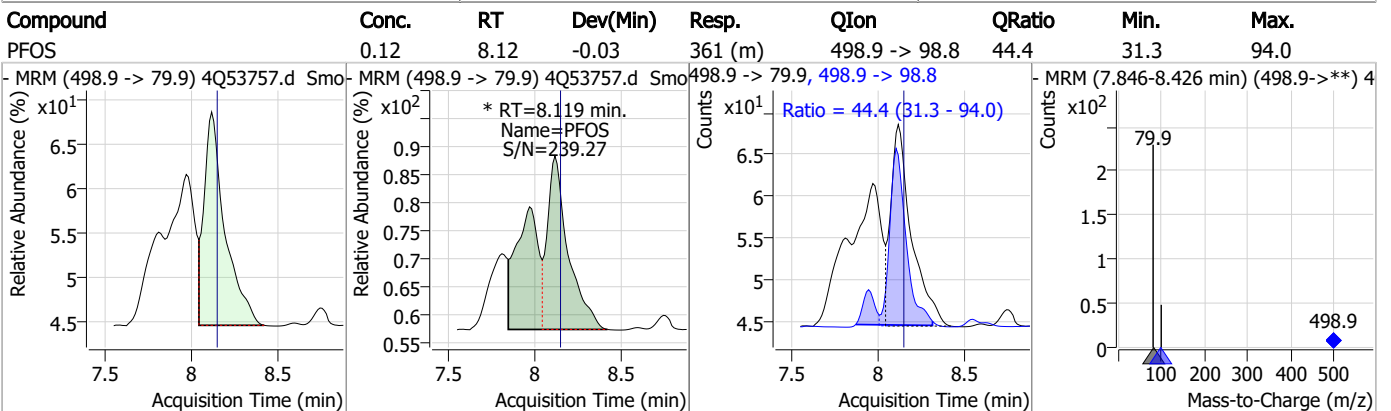 Compound Conc. RT Dev(Min) Resp. QIon QRatio Min. Max.
PFOS 0.12 8.12 -0.03 361 (m) 498.9 -> 98.8 44.4 31.3 94.0
- MRM (498.9 -> 79.9) 4Q53757.d Smo
Relative Abundance (%)
x10¹
6.5
6
5.5
5
4.5
7.5 8 8.5
Acquisition Time (min)
- MRM (498.9 -> 79.9) 4Q53757.d Smo
Relative Abundance (%)
x10²
* RT=8.119 min.
Name=PFOS
S/N=239.27
0.9
0.85
0.8
0.75
0.7
0.65
0.6
0.55
7.5 8 8.5
Acquisition Time (min)
498.9 -> 79.9, 498.9 -> 98.8
Counts
x10¹
Ratio = 44.4 (31.3 - 94.0)
6.5
6
5.5
5
4.5
7.5 8 8.5
Acquisition Time (min)
- MRM (7.846-8.426 min) (498.9->**) 4
Counts
x10²
79.9
2
1.5
1
0.5
0
498.9
100 200 300 400 500
Mass-to-Charge (m/z)